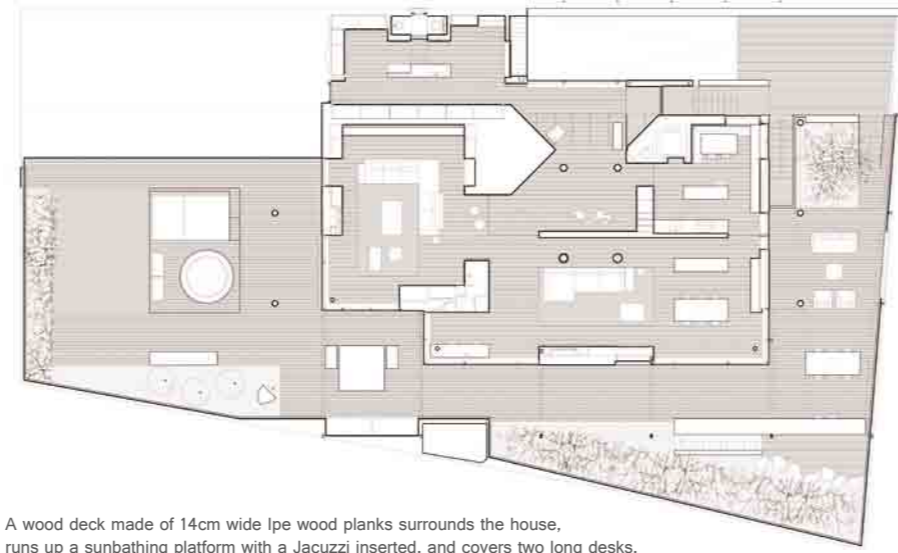 A wood deck made of 14cm wide Ipe wood planks surrounds the house,
runs up a sunbathing platform with a Jacuzzi inserted, and covers two long desks.